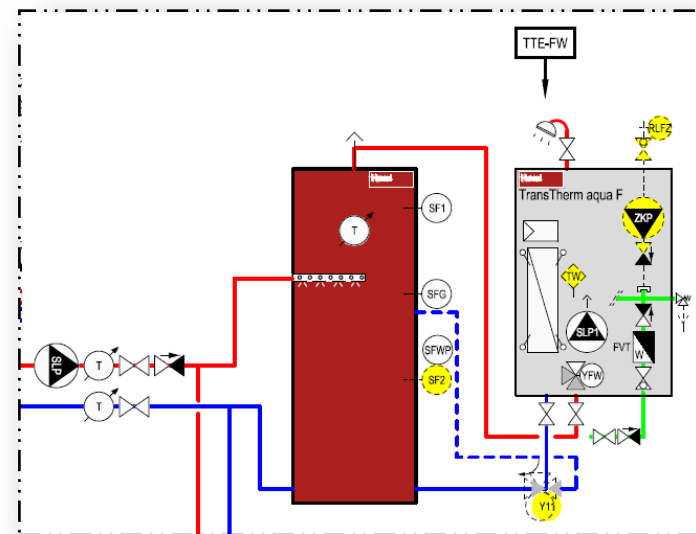 TTE-FW
RLFZ
TransTherm aqua F
ZKP
SF1
T
TW
SFG
SLP1
SFWP
FVT
W
YFW
SF2
SLP
T
T
Y11